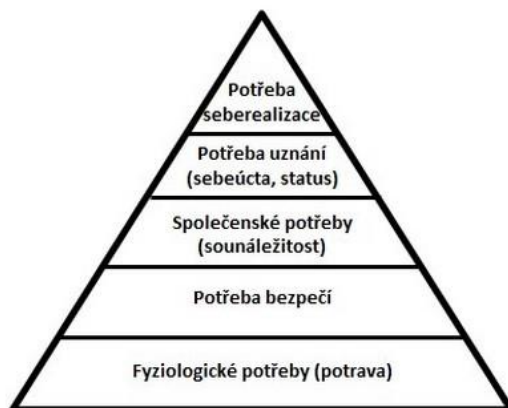 Potřeba
seberealizace
Potřeba uznání
(sebeúcta, status)
Společenské potřeby
(sounáležitost)
Potřeba bezpečí
Fyziologické potřeby (potrava)